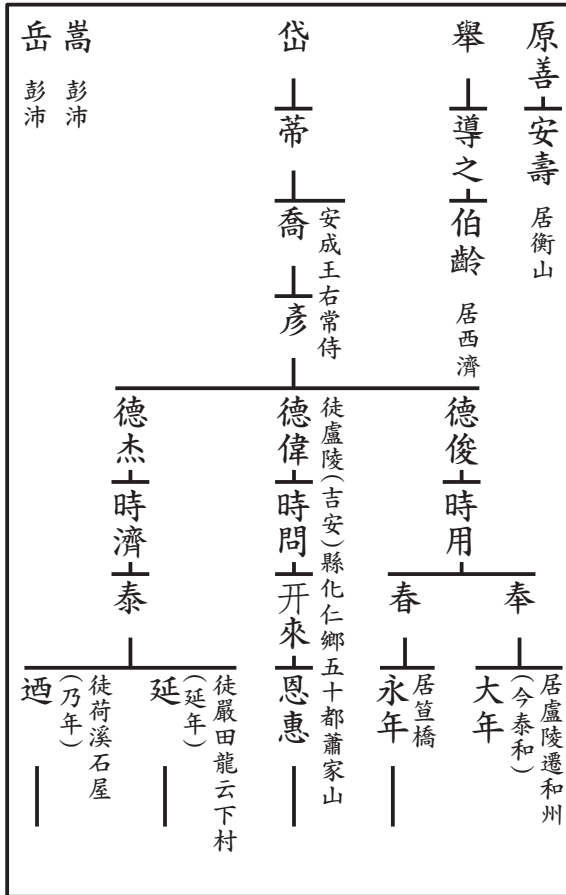 原善
安壽
居衡山
舉
導之
伯齡
居西濟
岱
蒂
喬
安成王右常侍
彥
嵩
彭沛
岳
彭沛
德俊
時用
奉
大年
居盧陵遷和州
(今泰和)
春
永年
居笪橋
德偉
徒盧陵(吉安)縣化仁鄉五十都蕭家山
時問
开來
恩惠
德杰
時濟
泰
延
徒嚴田龍云下村
(延年)
迺
徒荷溪石屋
(乃年)